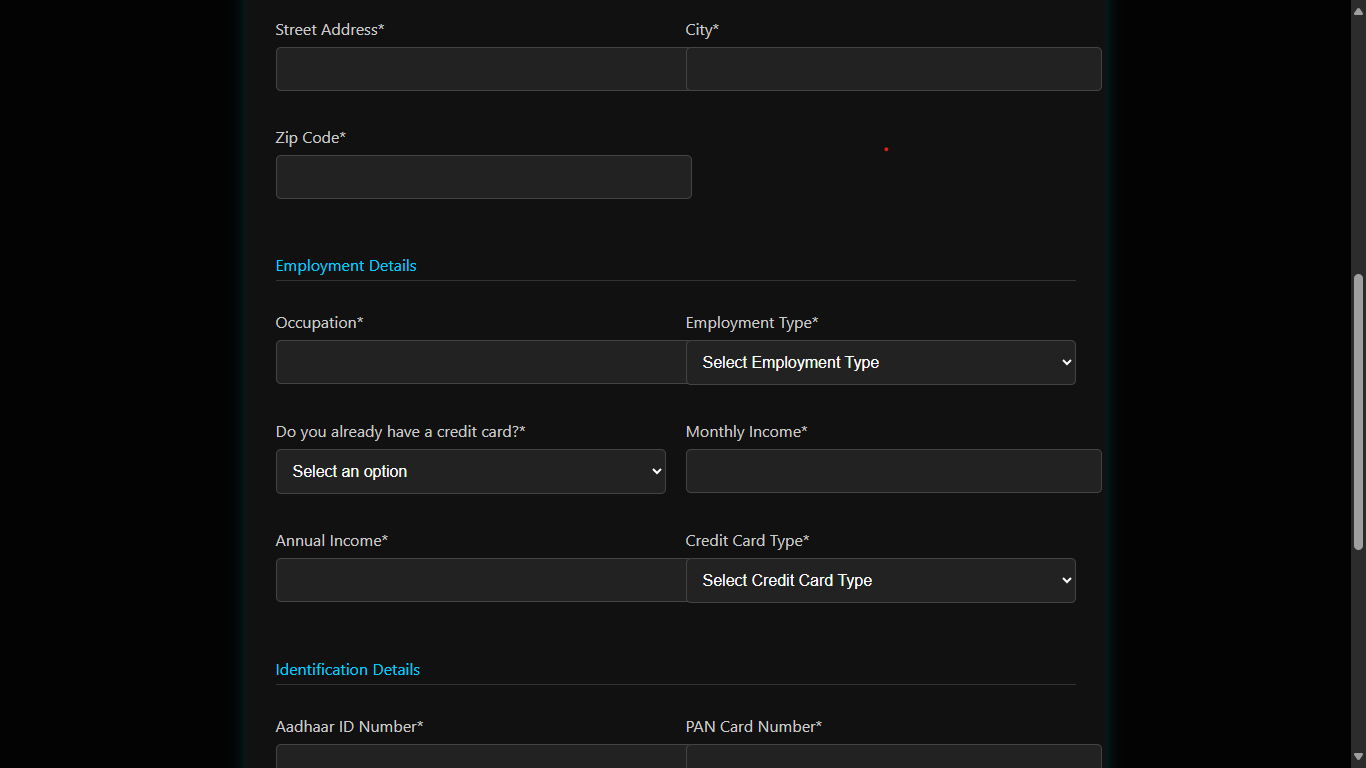 Street Address* City*
Zip Code*
Employment Details
Occupation* Employment Type*
Select Employment Type
Do you already have a credit card?* Monthly Income*
Select an option
Annual Income* Credit Card Type*
Select Credit Card Type
Identification Details
Aadhaar ID Number* PAN Card Number*